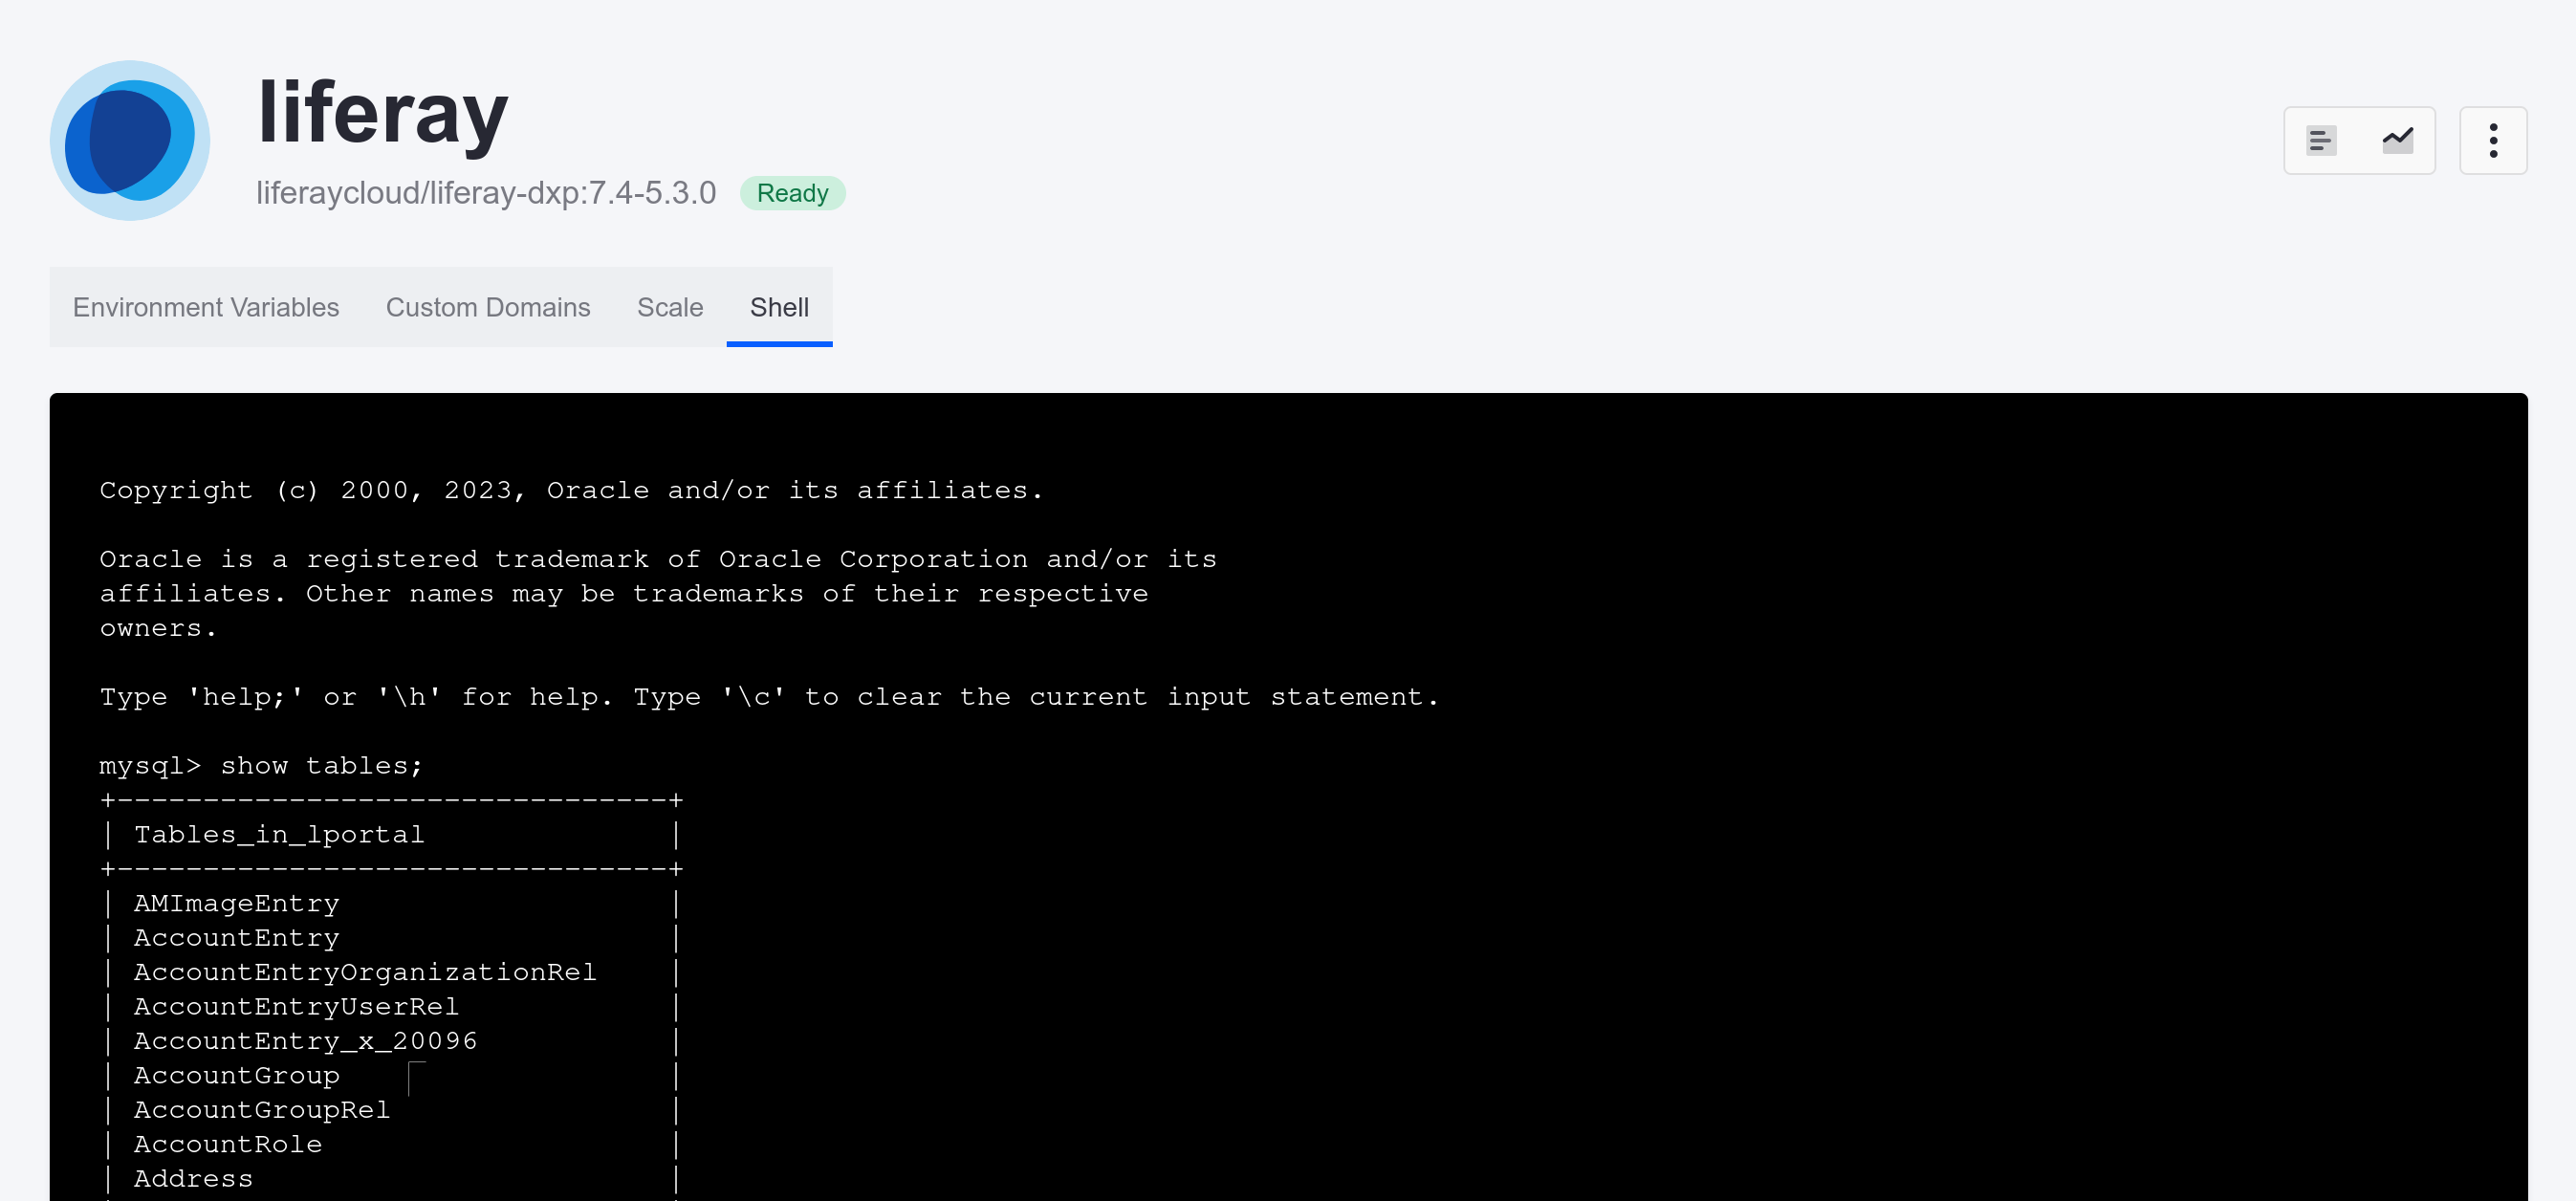 liferay
liferaycloud/liferay-dxp:7.4-5.3.0 Ready
Environment Variables Custom Domains Scale Shell
Copyright (c) 2000, 2023, Oracle and/or its affiliates.
Oracle is a registered trademark of Oracle Corporation and/or its
affiliates. Other names may be trademarks of their respective
owners.
Type 'help;' or '\h' for help. Type '\c' to clear the current input statement.
mysql> show tables;
+--------------------------------+
| Tables_in_lportal |
+--------------------------------+
| AMImageEntry |
| AccountEntry |
| AccountEntryOrganizationRel |
| AccountEntryUserRel |
| AccountEntry_x_20096 |
| AccountGroup |
| AccountGroupRel |
| AccountRole |
| Address |